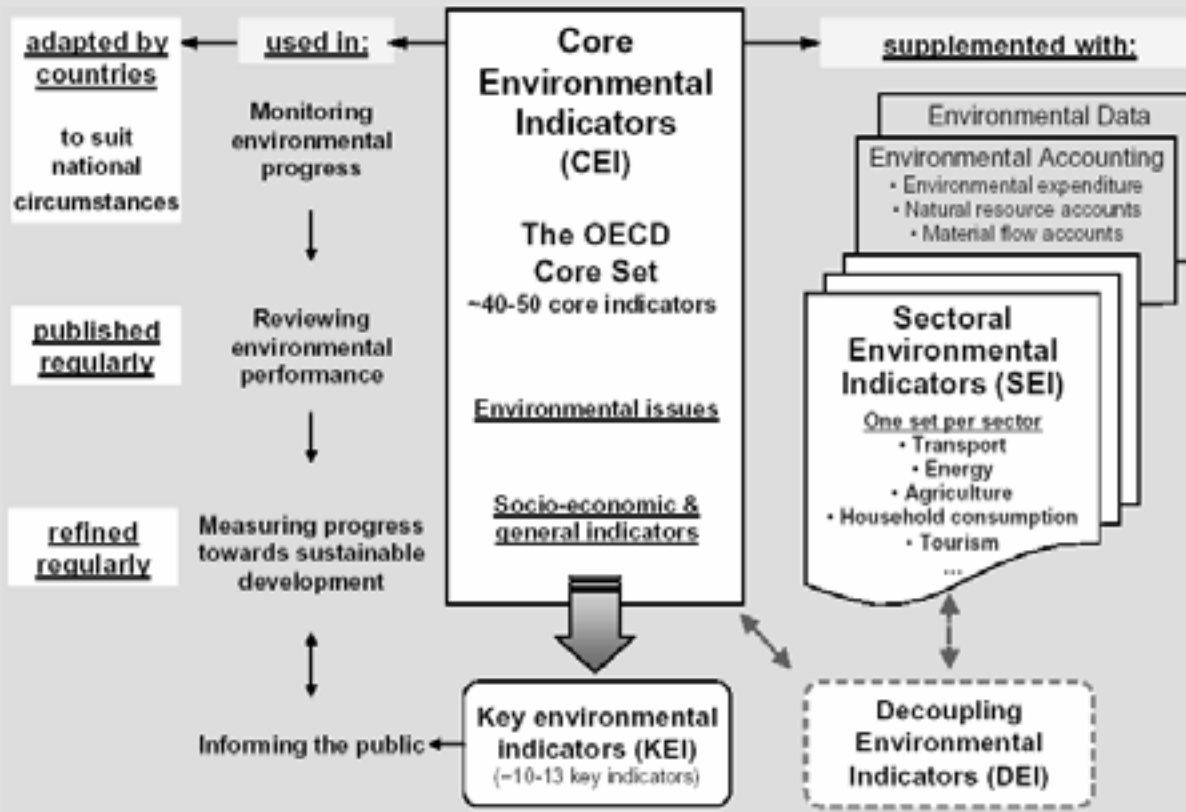 adapted by
countries
to suit
national
circumstances
published
regularly
refined
regularly
used in:
Monitoring
environmental
progress
Reviewing
environmental
performance
Measuring progress
towards sustainable
development
Informing the public
Core
Environmental
Indicators
(CEI)
The OECD
Core Set
~40-50 core indicators
Environmental issues
Socio-economic &
general indicators
Key environmental
indicators (KEI)
(~10-13 key indicators)
supplemented with:
Environmental Data
Environmental Accounting
• Environmental expenditure
• Natural resource accounts
• Material flow accounts
Sectoral
Environmental
Indicators (SEI)
One set per sector
• Transport
• Energy
• Agriculture
• Household consumption
• Tourism
...
Decoupling
Environmental
Indicators (DEI)